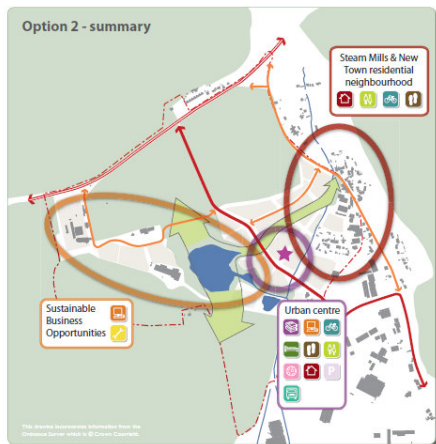 Option 2 - summary
Steam Mills & New
Town residential
neighbourhood
Sustainable
Business
Opportunities
Urban centre
P
This drawing incorporates information from the
Ordnance Survey which is © Crown Copyright.